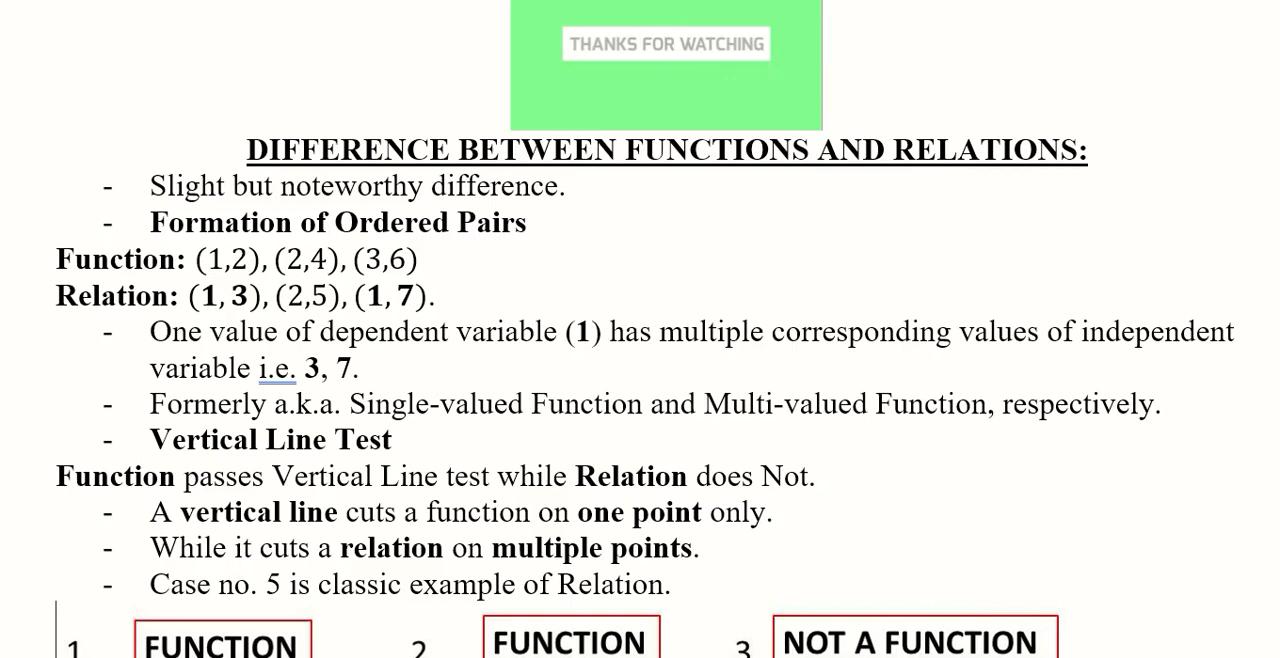 THANKS FOR WATCHING
DIFFERENCE BETWEEN FUNCTIONS AND RELATIONS:
- Slight but noteworthy difference.
- Formation of Ordered Pairs
Function: (1,2), (2,4), (3,6)
Relation: (1, 3), (2,5), (1, 7).
- One value of dependent variable (1) has multiple corresponding values of independent
variable i.e. 3, 7.
- Formerly a.k.a. Single-valued Function and Multi-valued Function, respectively.
- Vertical Line Test
Function passes Vertical Line test while Relation does Not.
- A vertical line cuts a function on one point only.
- While it cuts a relation on multiple points.
- Case no. 5 is classic example of Relation.
1 FUNCTION 2 FUNCTION 3 NOT A FUNCTION